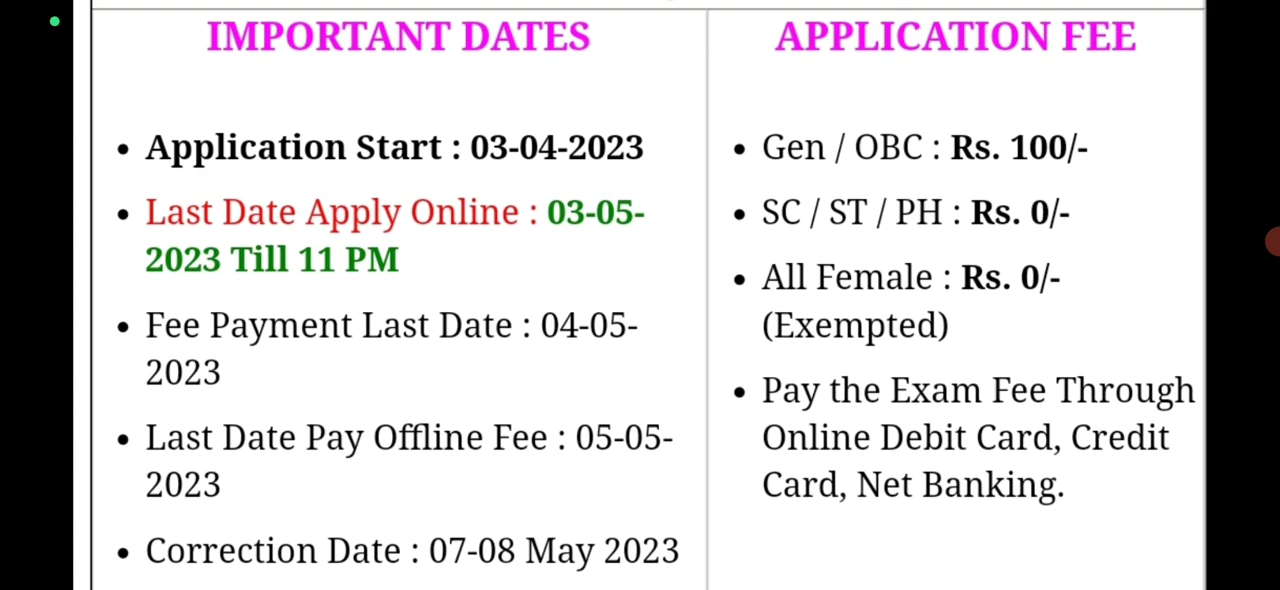 IMPORTANT DATES
• Application Start : 03-04-2023
• Last Date Apply Online : 03-05-
2023 Till 11 PM
• Fee Payment Last Date : 04-05-
2023
• Last Date Pay Offline Fee : 05-05-
2023
• Correction Date : 07-08 May 2023
APPLICATION FEE
• Gen / OBC : Rs. 100/-
• SC / ST / PH : Rs. 0/-
• All Female : Rs. 0/-
(Exempted)
• Pay the Exam Fee Through
Online Debit Card, Credit
Card, Net Banking.